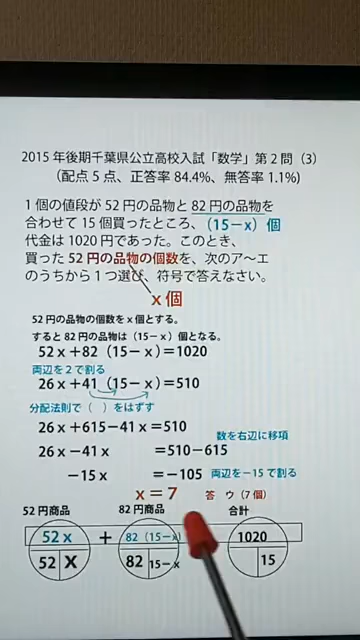 2015年後期千葉県公立高校入試「数学」第2問(3)
(配点5点、正答率84.4%、無答率1.1%)
1個の値段が52円の品物と82円の品物を
合わせて15個買ったところ、(15−x)個
代金は1020円であった。このとき、
買った52円の品物の個数を、次のア〜エ
のうちから1つ選び、符号で答えなさい。
x個
52円の品物の個数をx個とする。
すると82円の品物は(15−x)個となる。
52x+82(15−x)=1020
両辺を2で割る
26x+41(15−x)=510
分配法則で( )をはずす
26x+615−41x=510
数を右辺に移項
26x−41x=510−615
−15x=−105 両辺を−15で割る
x=7 答 ウ(7個)
52円商品 82円商品 合計
52x + 82(15−x) 1020
52 x 82 15−x 15